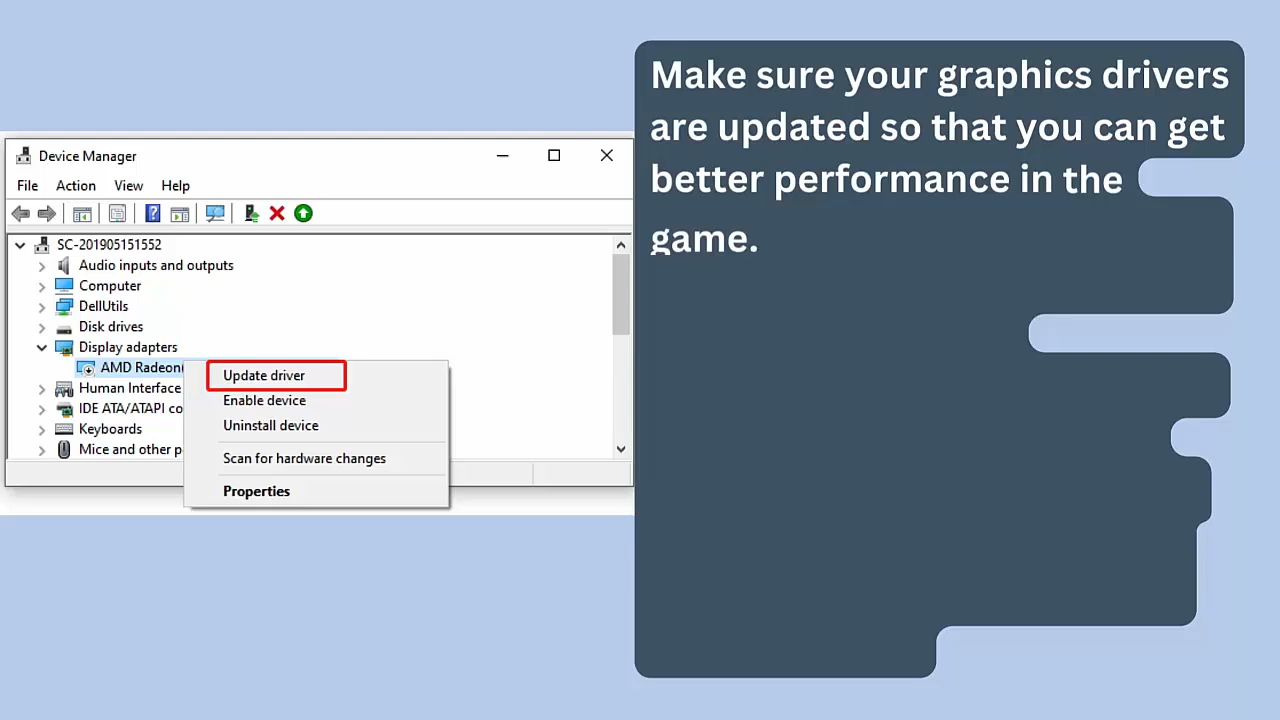 Device Manager
File Action View Help
SC-201905151552
Audio inputs and outputs
Computer
DellUtils
Disk drives
Display adapters
AMD Radeon
Human Interface
IDE ATA/ATAPI co
Keyboards
Mice and other p
Update driver
Enable device
Uninstall device
Scan for hardware changes
Properties
Make sure your graphics drivers
are updated so that you can get
better performance in the
game.